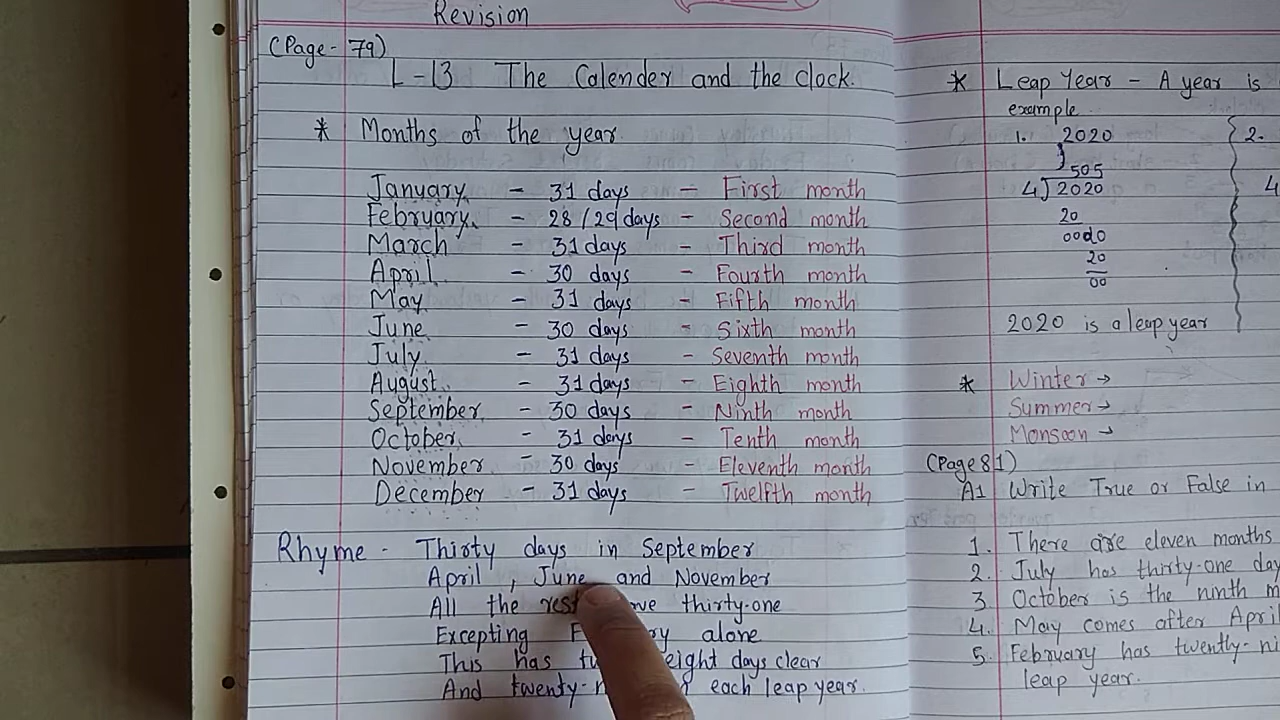 Revision
(Page-79)
L-13 The Calender and the clock.
* Months of the year
January - 31 days - First month
February - 28/29 days - Second month
March - 31 days - Third month
April - 30 days - Fourth month
May - 31 days - Fifth month
June - 30 days - Sixth month
July - 31 days - Seventh month
August - 31 days - Eighth month
September - 30 days - Ninth month
October - 31 days - Tenth month
November - 30 days - Eleventh month
December - 31 days - Twelfth month
Rhyme - Thirty days in September
April, June and November
All the rest thirty-one
Excepting alone
This has eight days clear
And each leap year.
* Leap Year - A year is
example
1. 2020
505
4)2020
20
0020
20
00
2020 is a leap year
2.
4
* Winter →
Summer →
Monsoon →
(Page 81)
A1 Write True or False in
1. There are eleven months
2. July has thirty-one day
3. October is the ninth m
4. May comes after April
5. February has twenty-ni
leap year.